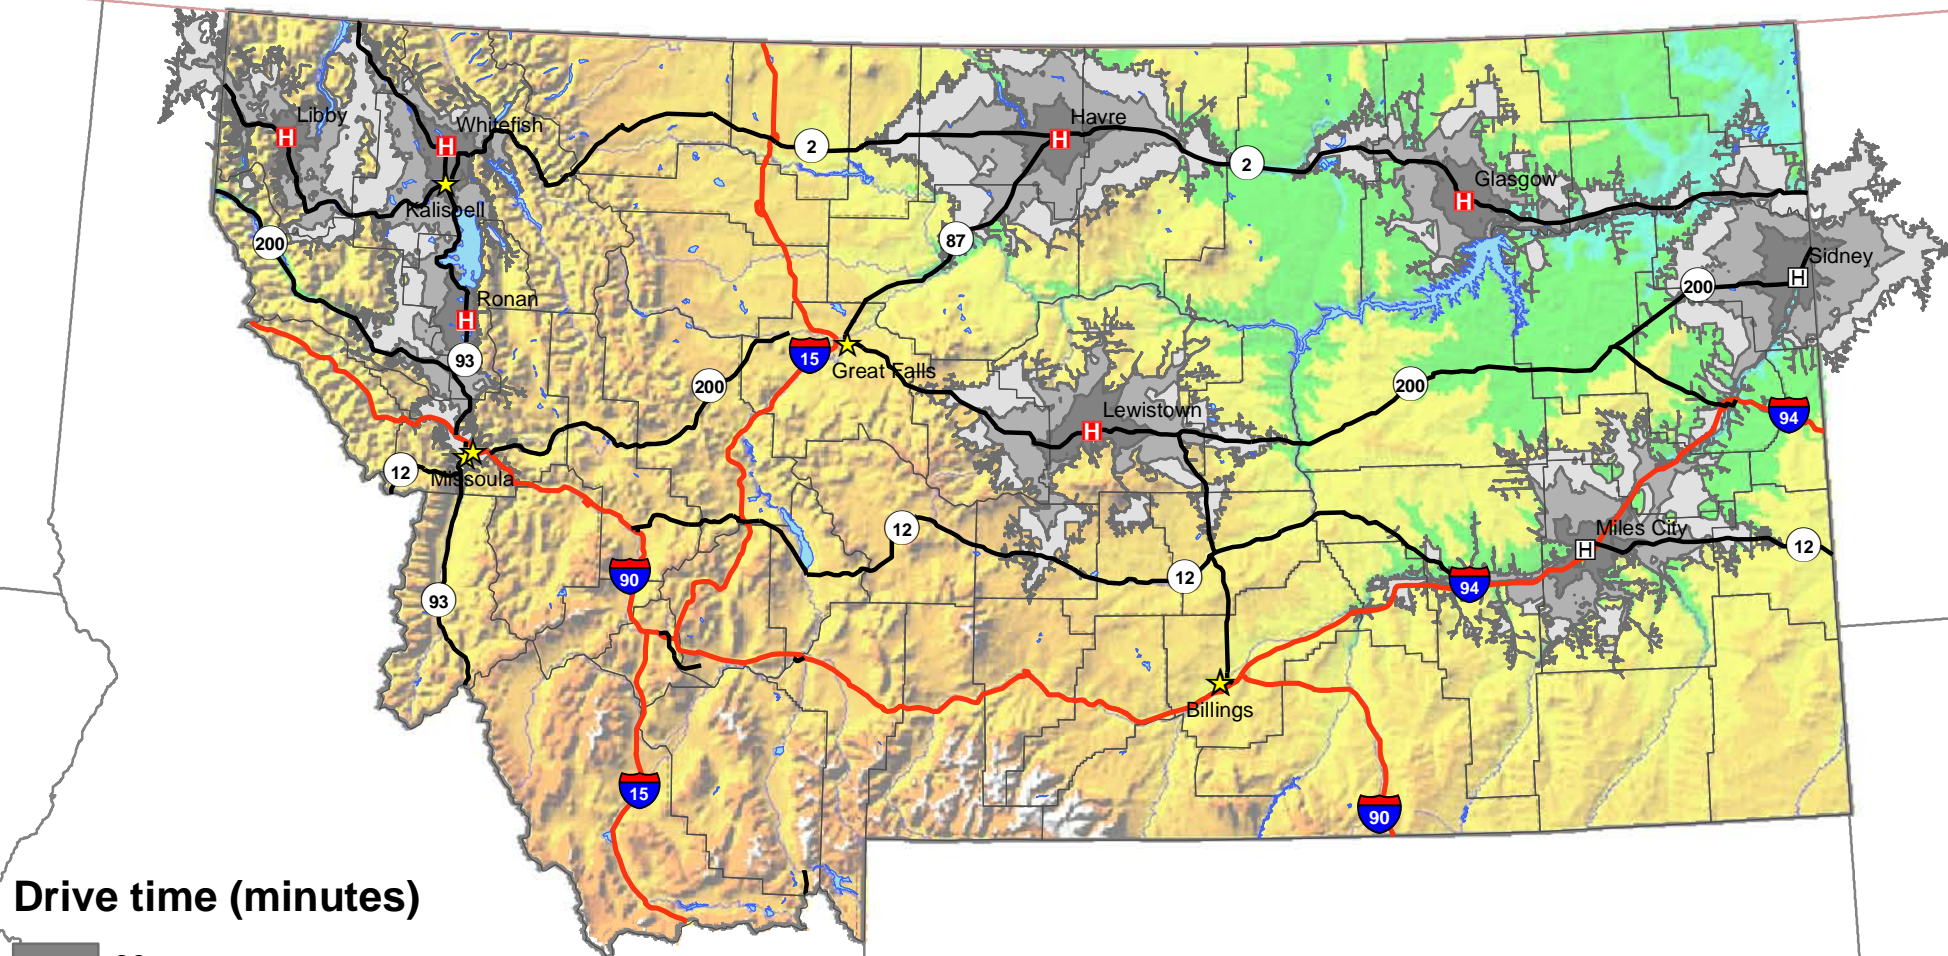 Libby
H
Whitefish
H
Havre
H
2
2
Glasgow
H
Kalispell
200
87
Sidney
H
200
Ronan
H
93
15
Great Falls
200
200
Lewistown
H
94
12
Missoula
12
Miles City
H
12
90
12
94
93
Billings
15
90
Drive time (minutes)